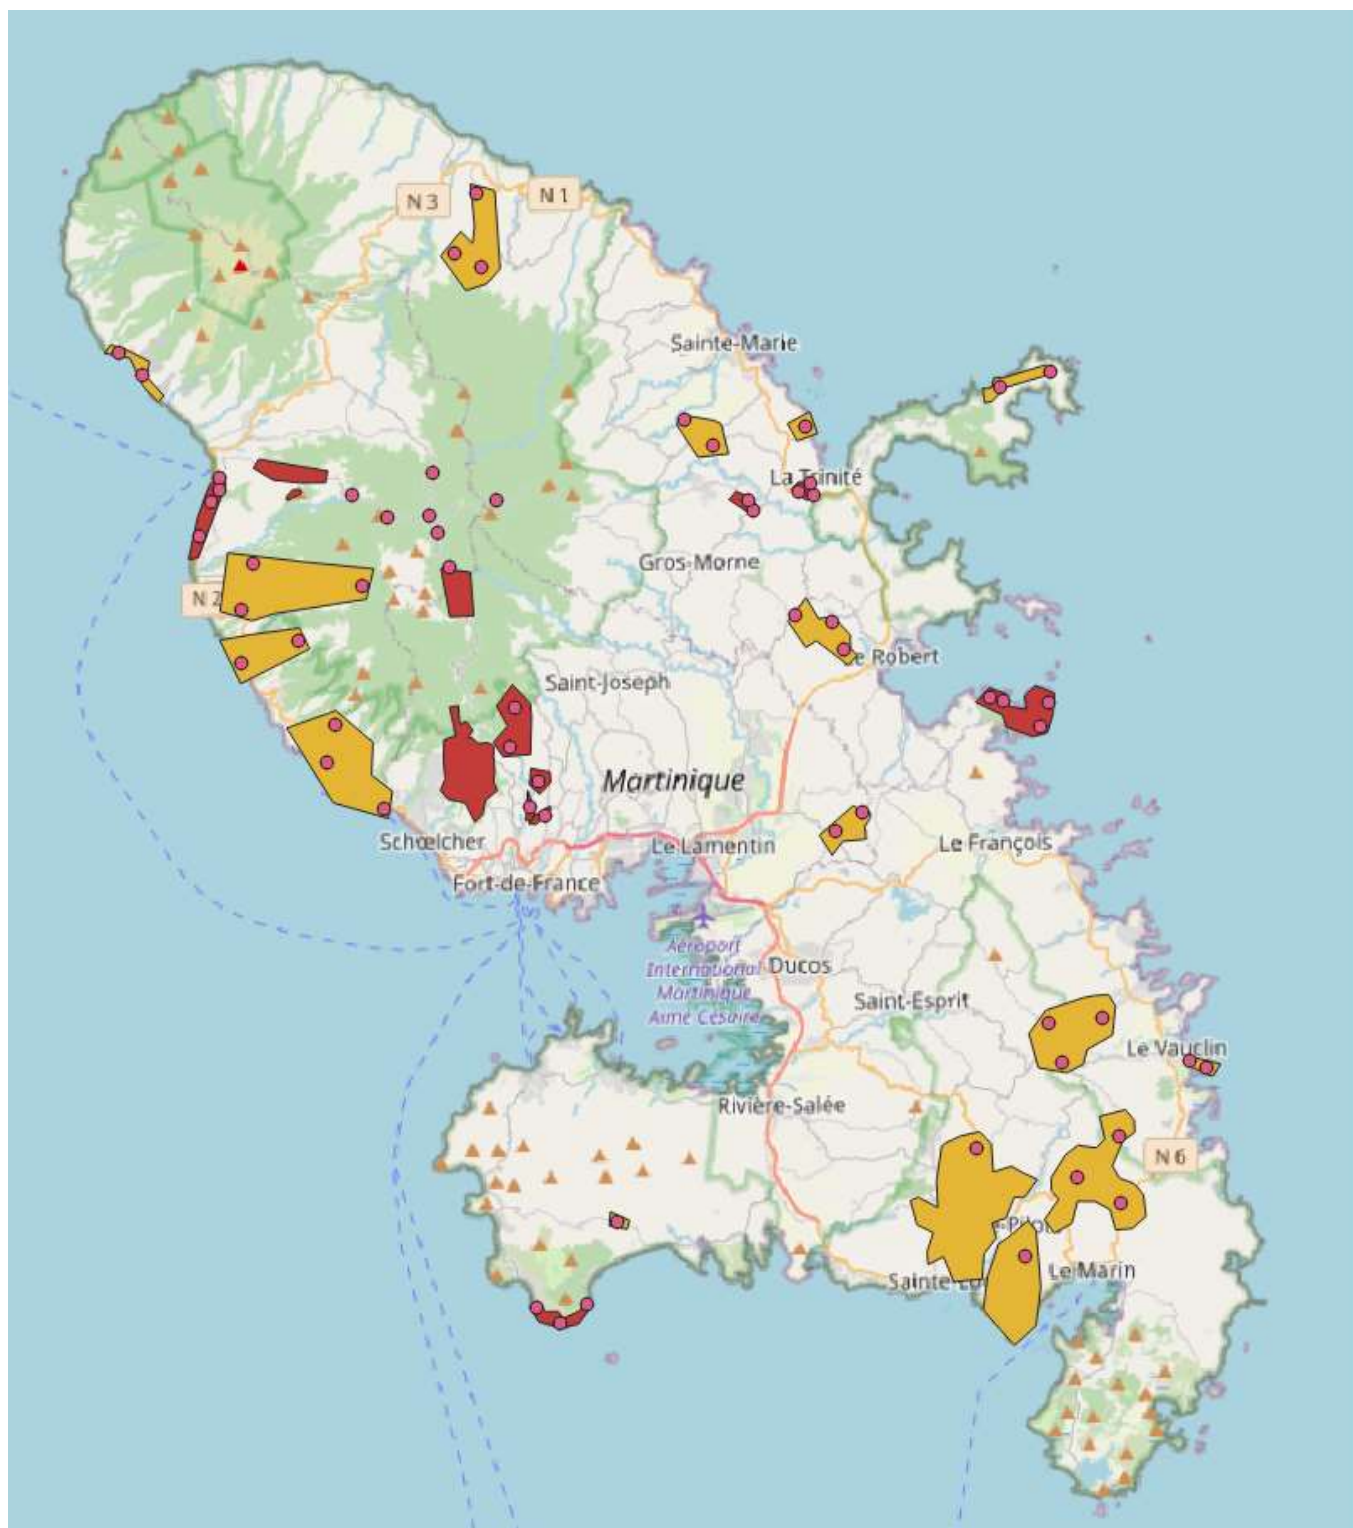 N 3
N 1
Sainte-Marie
La Trinité
Gros-Morne
N 2
Le Robert
Saint-Joseph
Martinique
Schœlcher
Le Lamentin
Le François
Fort-de-France
Aéroport
International
Martinique
Aimé Césaire
Ducos
Saint-Esprit
Le Vauclin
Rivière-Salée
N 6
Le Marin